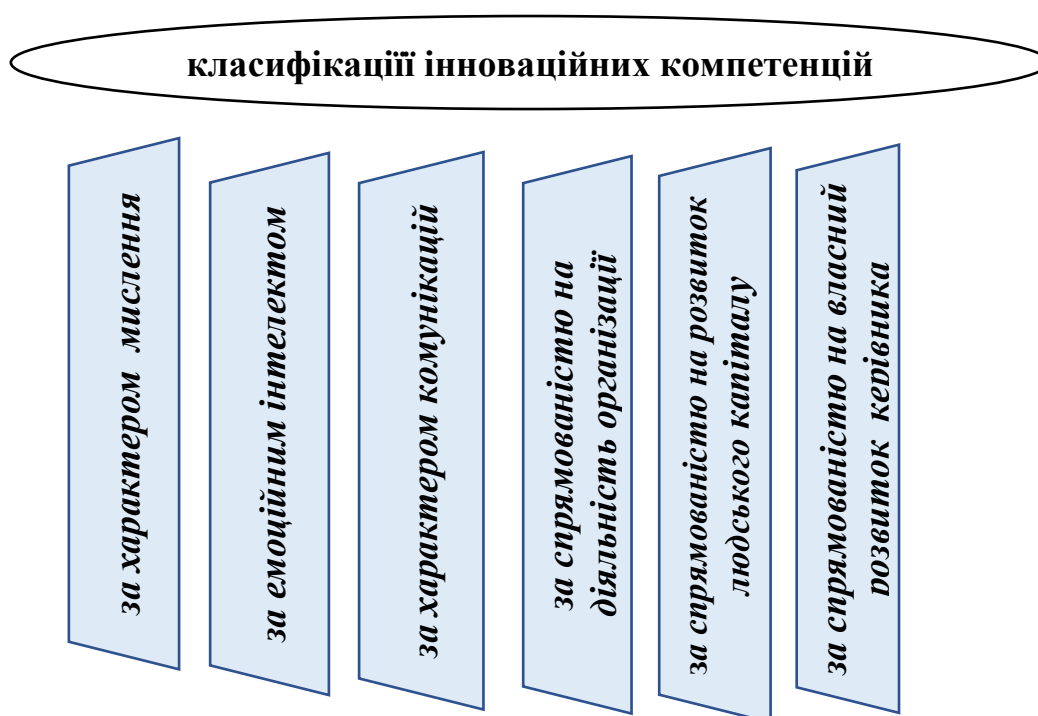 класифікаціїї інноваційних компетенцій
за характером мислення
за емоційним інтелектом
за характером комунікацій
за спрямованістю на
діяльність організації
за спрямованістю на розвиток
людського капіталу
за спрямованістю на власний
розвиток керівника